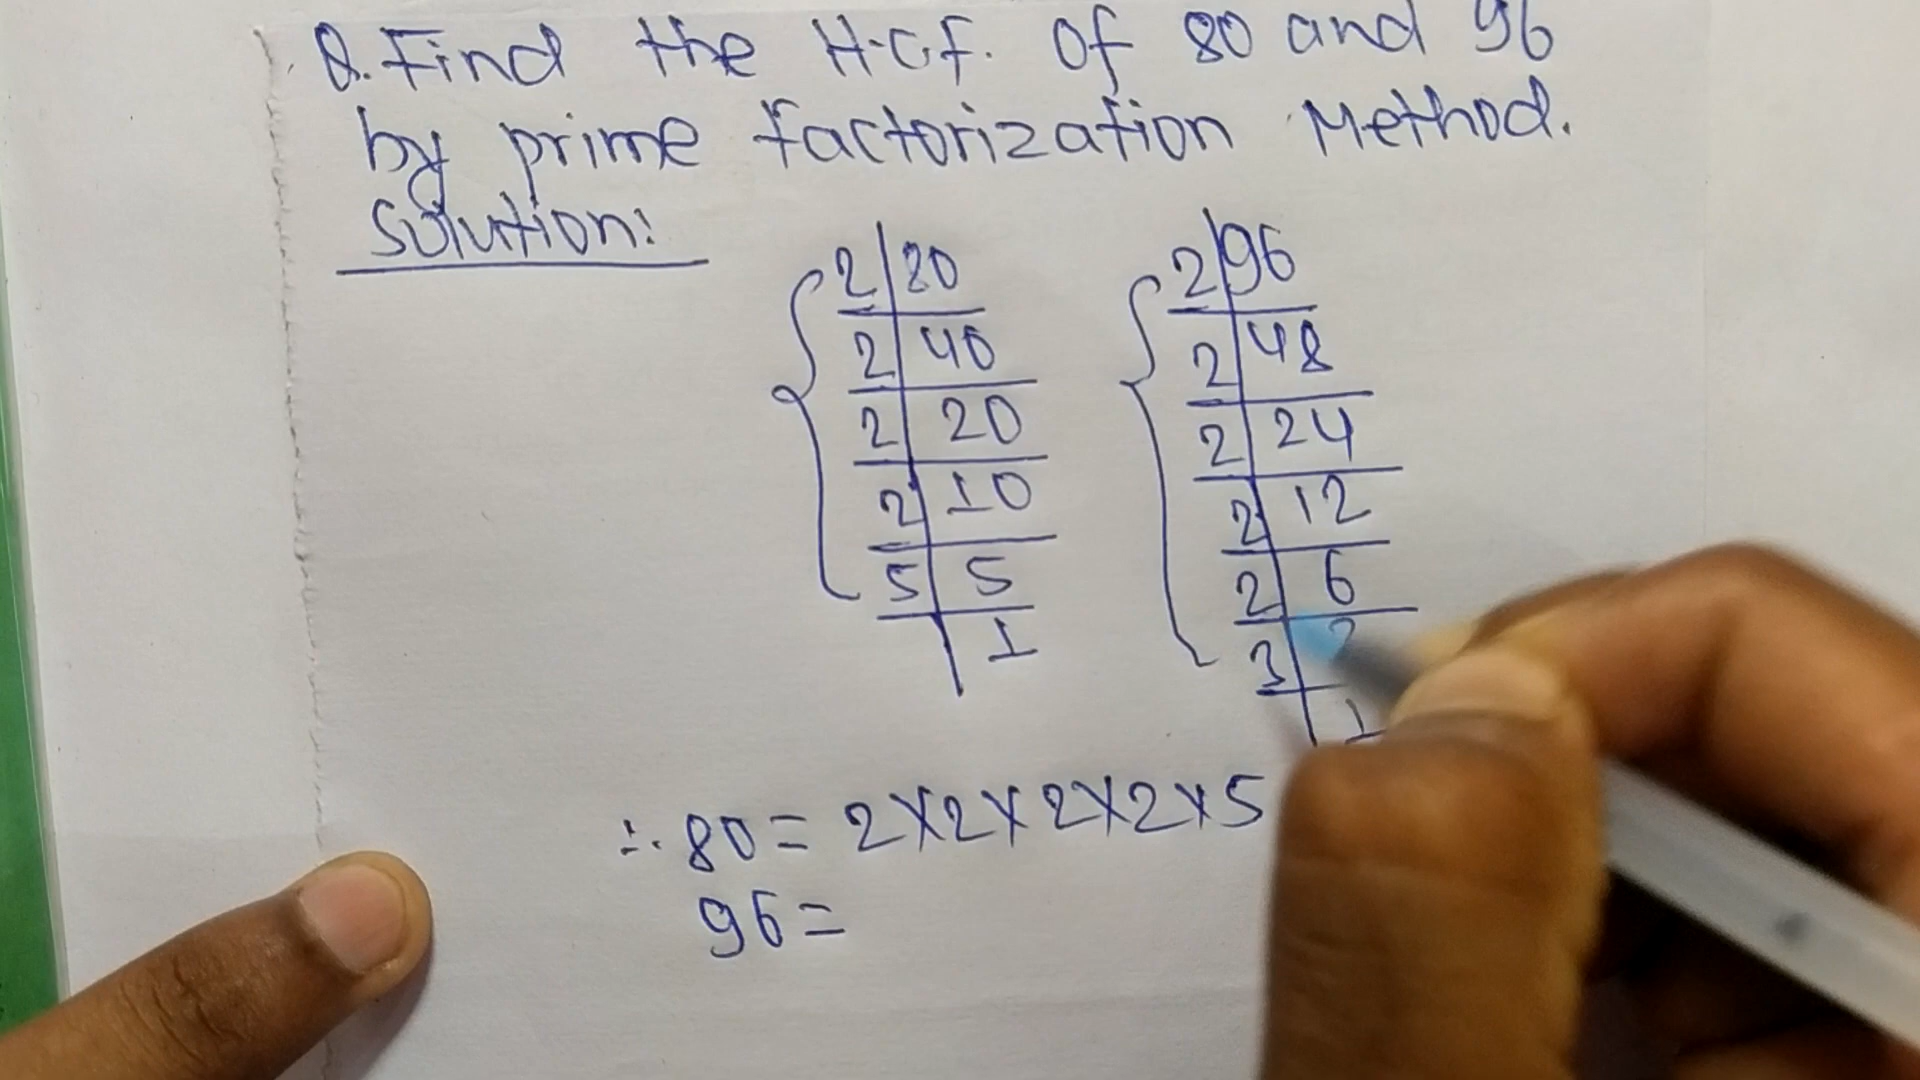 Q. Find the H.C.F. Of 80 and 96
by prime factorization Method.
Solution:
2 | 80
2 | 40
2 | 20
2 | 10
5 | 5
1
2 | 96
2 | 48
2 | 24
2 | 12
2 | 6
3 |
1
∴ 80 = 2×2×2×2×5
96 =